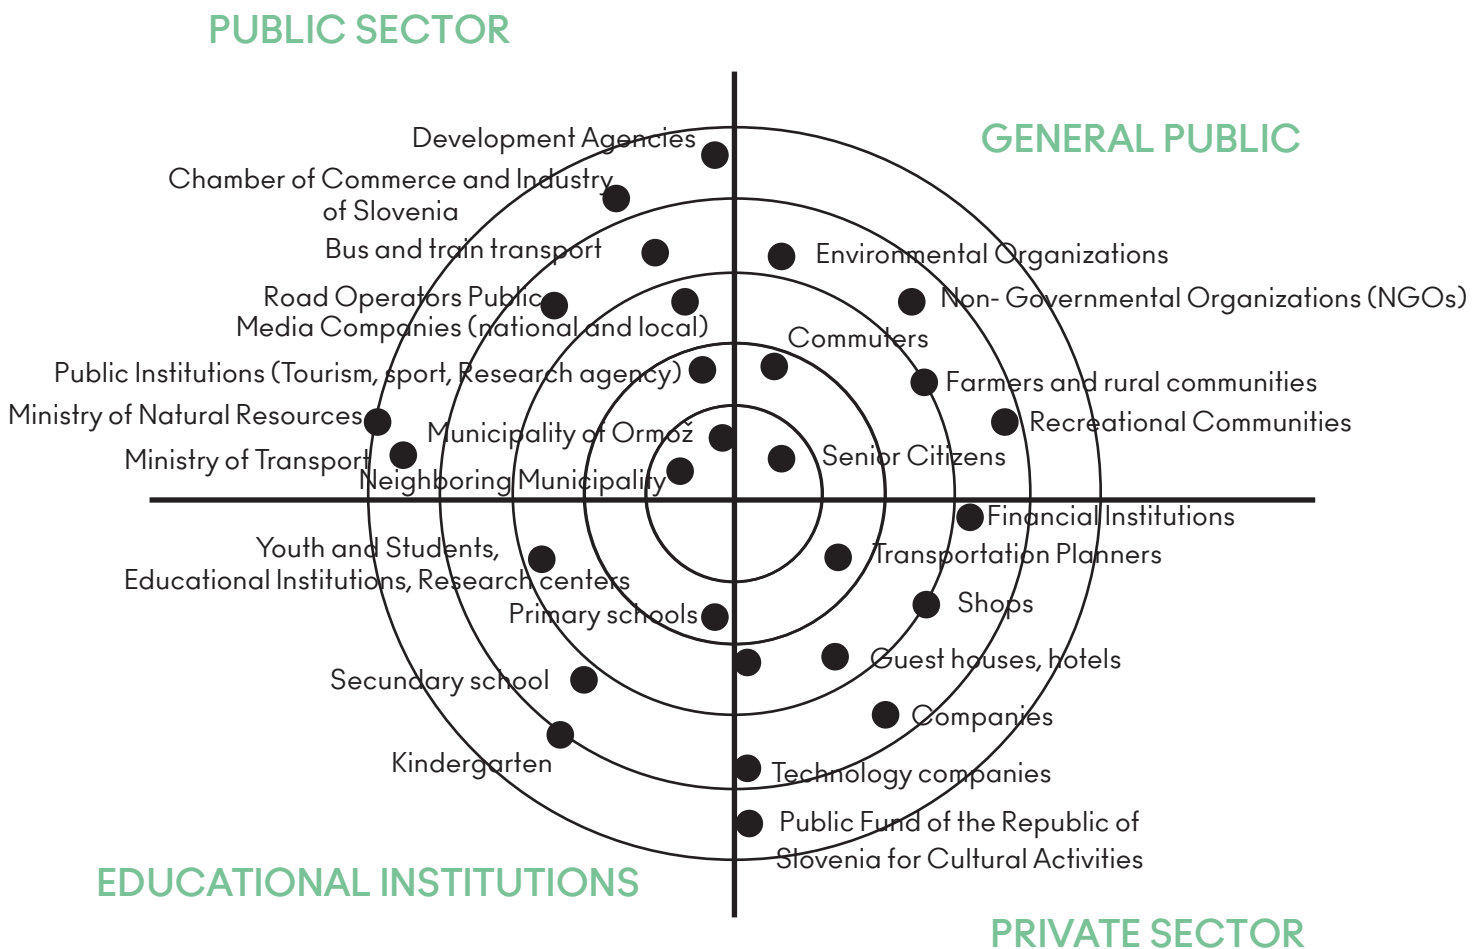 PUBLIC SECTOR
GENERAL PUBLIC
Development Agencies
Chamber of Commerce and Industry
of Slovenia
Bus and train transport
Environmental Organizations
Road Operators Public
Non- Governmental Organizations (NGOs)
Media Companies (national and local)
Commuters
Public Institutions (Tourism, sport, Research agency)
Farmers and rural communities
Ministry of Natural Resources
Recreational Communities
Municipality of Ormož
Ministry of Transport
Senior Citizens
Neighboring Municipality
Financial Institutions
Youth and Students,
Transportation Planners
Educational Institutions, Research centers
Shops
Primary schools
Guest houses, hotels
Secundary school
Companies
Kindergarten
Technology companies
Public Fund of the Republic of
Slovenia for Cultural Activities
EDUCATIONAL INSTITUTIONS
PRIVATE SECTOR